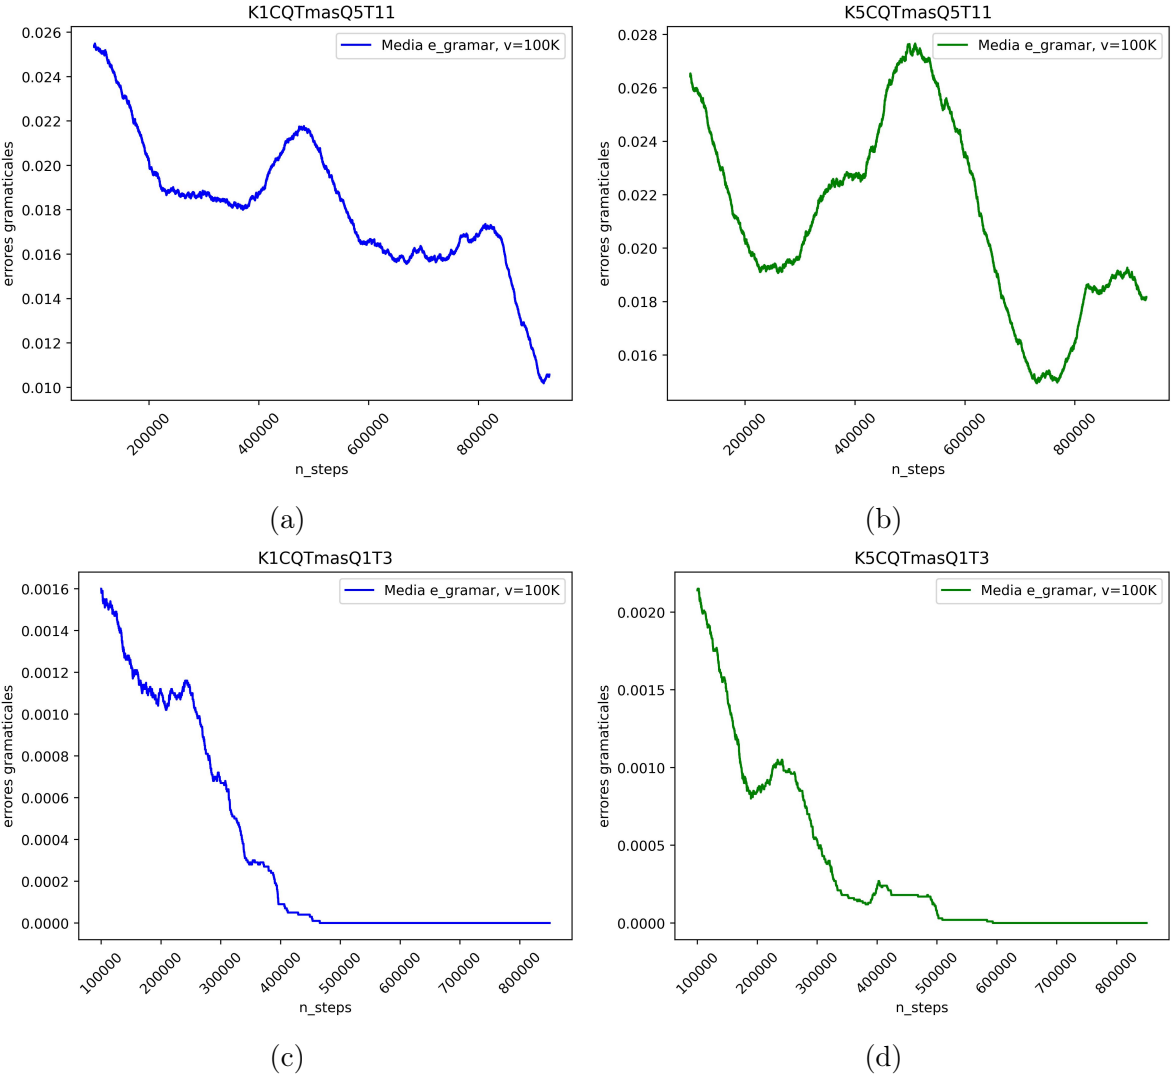 K1CQTmasQ5T11
Media e_gramar, v=100K
errores gramaticales
0.026
0.024
0.022
0.020
0.018
0.016
0.014
0.012
0.010
200000 400000 600000 800000
n_steps
(a)
K5CQTmasQ5T11
Media e_gramar, v=100K
errores gramaticales
0.028
0.026
0.024
0.022
0.020
0.018
0.016
200000 400000 600000 800000
n_steps
(b)
K1CQTmasQ1T3
Media e_gramar, v=100K
errores gramaticales
0.0016
0.0014
0.0012
0.0010
0.0008
0.0006
0.0004
0.0002
0.0000
100000 200000 300000 400000 500000 600000 700000 800000
n_steps
(c)
K5CQTmasQ1T3
Media e_gramar, v=100K
errores gramaticales
0.0020
0.0015
0.0010
0.0005
0.0000
100000 200000 300000 400000 500000 600000 700000 800000
n_steps
(d)